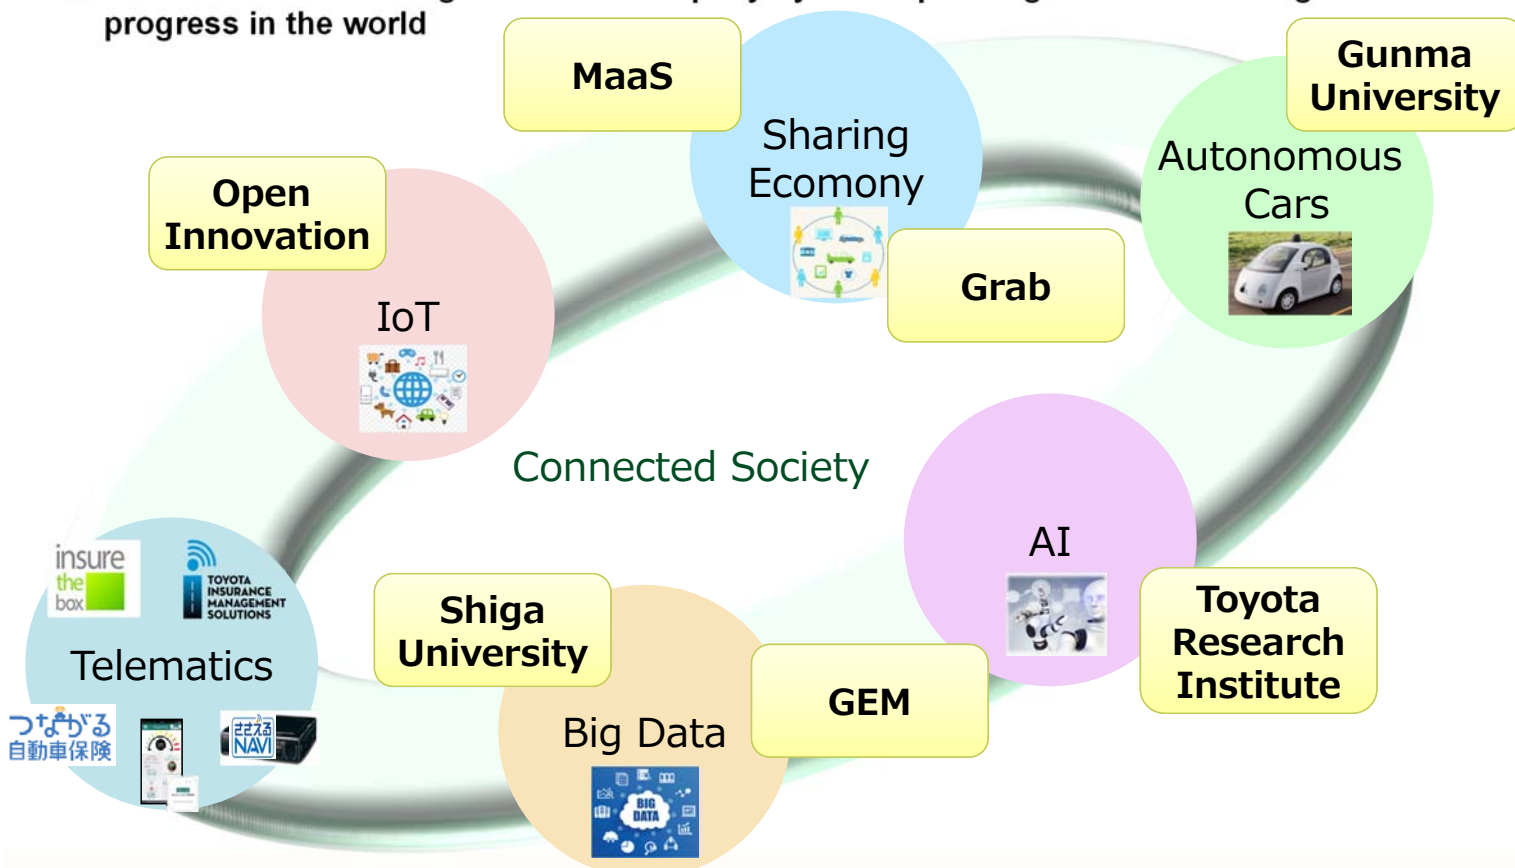 progress in the world
MaaS
Gunma
University
Sharing
Ecomony
Autonomous
Cars
Open
Innovation
Grab
IoT
Connected Society
AI
insure
the
box
TOYOTA
INSURANCE
MANAGEMENT
SOLUTIONS
Telematics
Shiga
University
Toyota
Research
Institute
GEM
Big Data
つながる
自動車保険
ささえる
NAVI
BIG
DATA